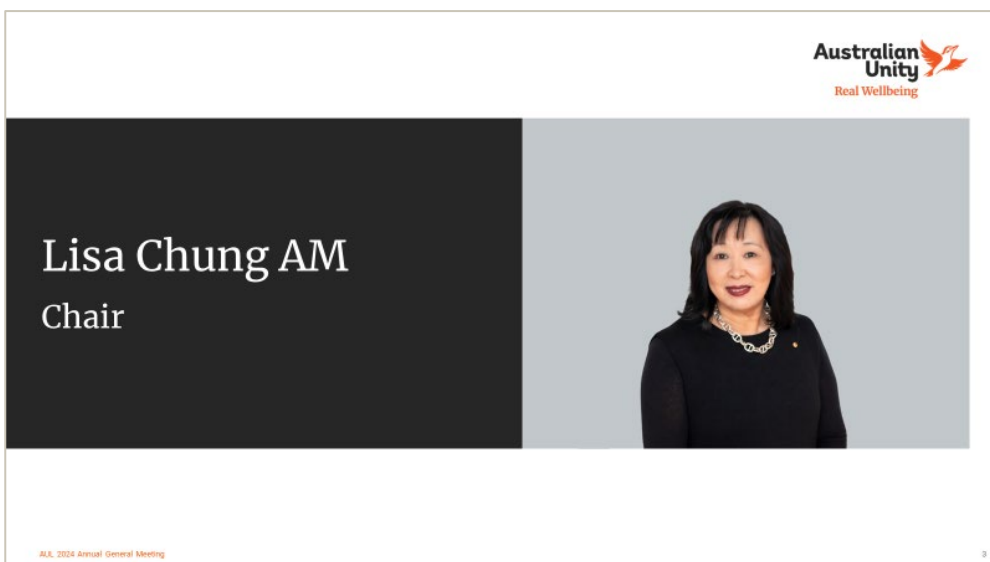 Australian
Unity
Real Wellbeing
Lisa Chung AM
Chair
AUL 2024 Annual General Meeting
3